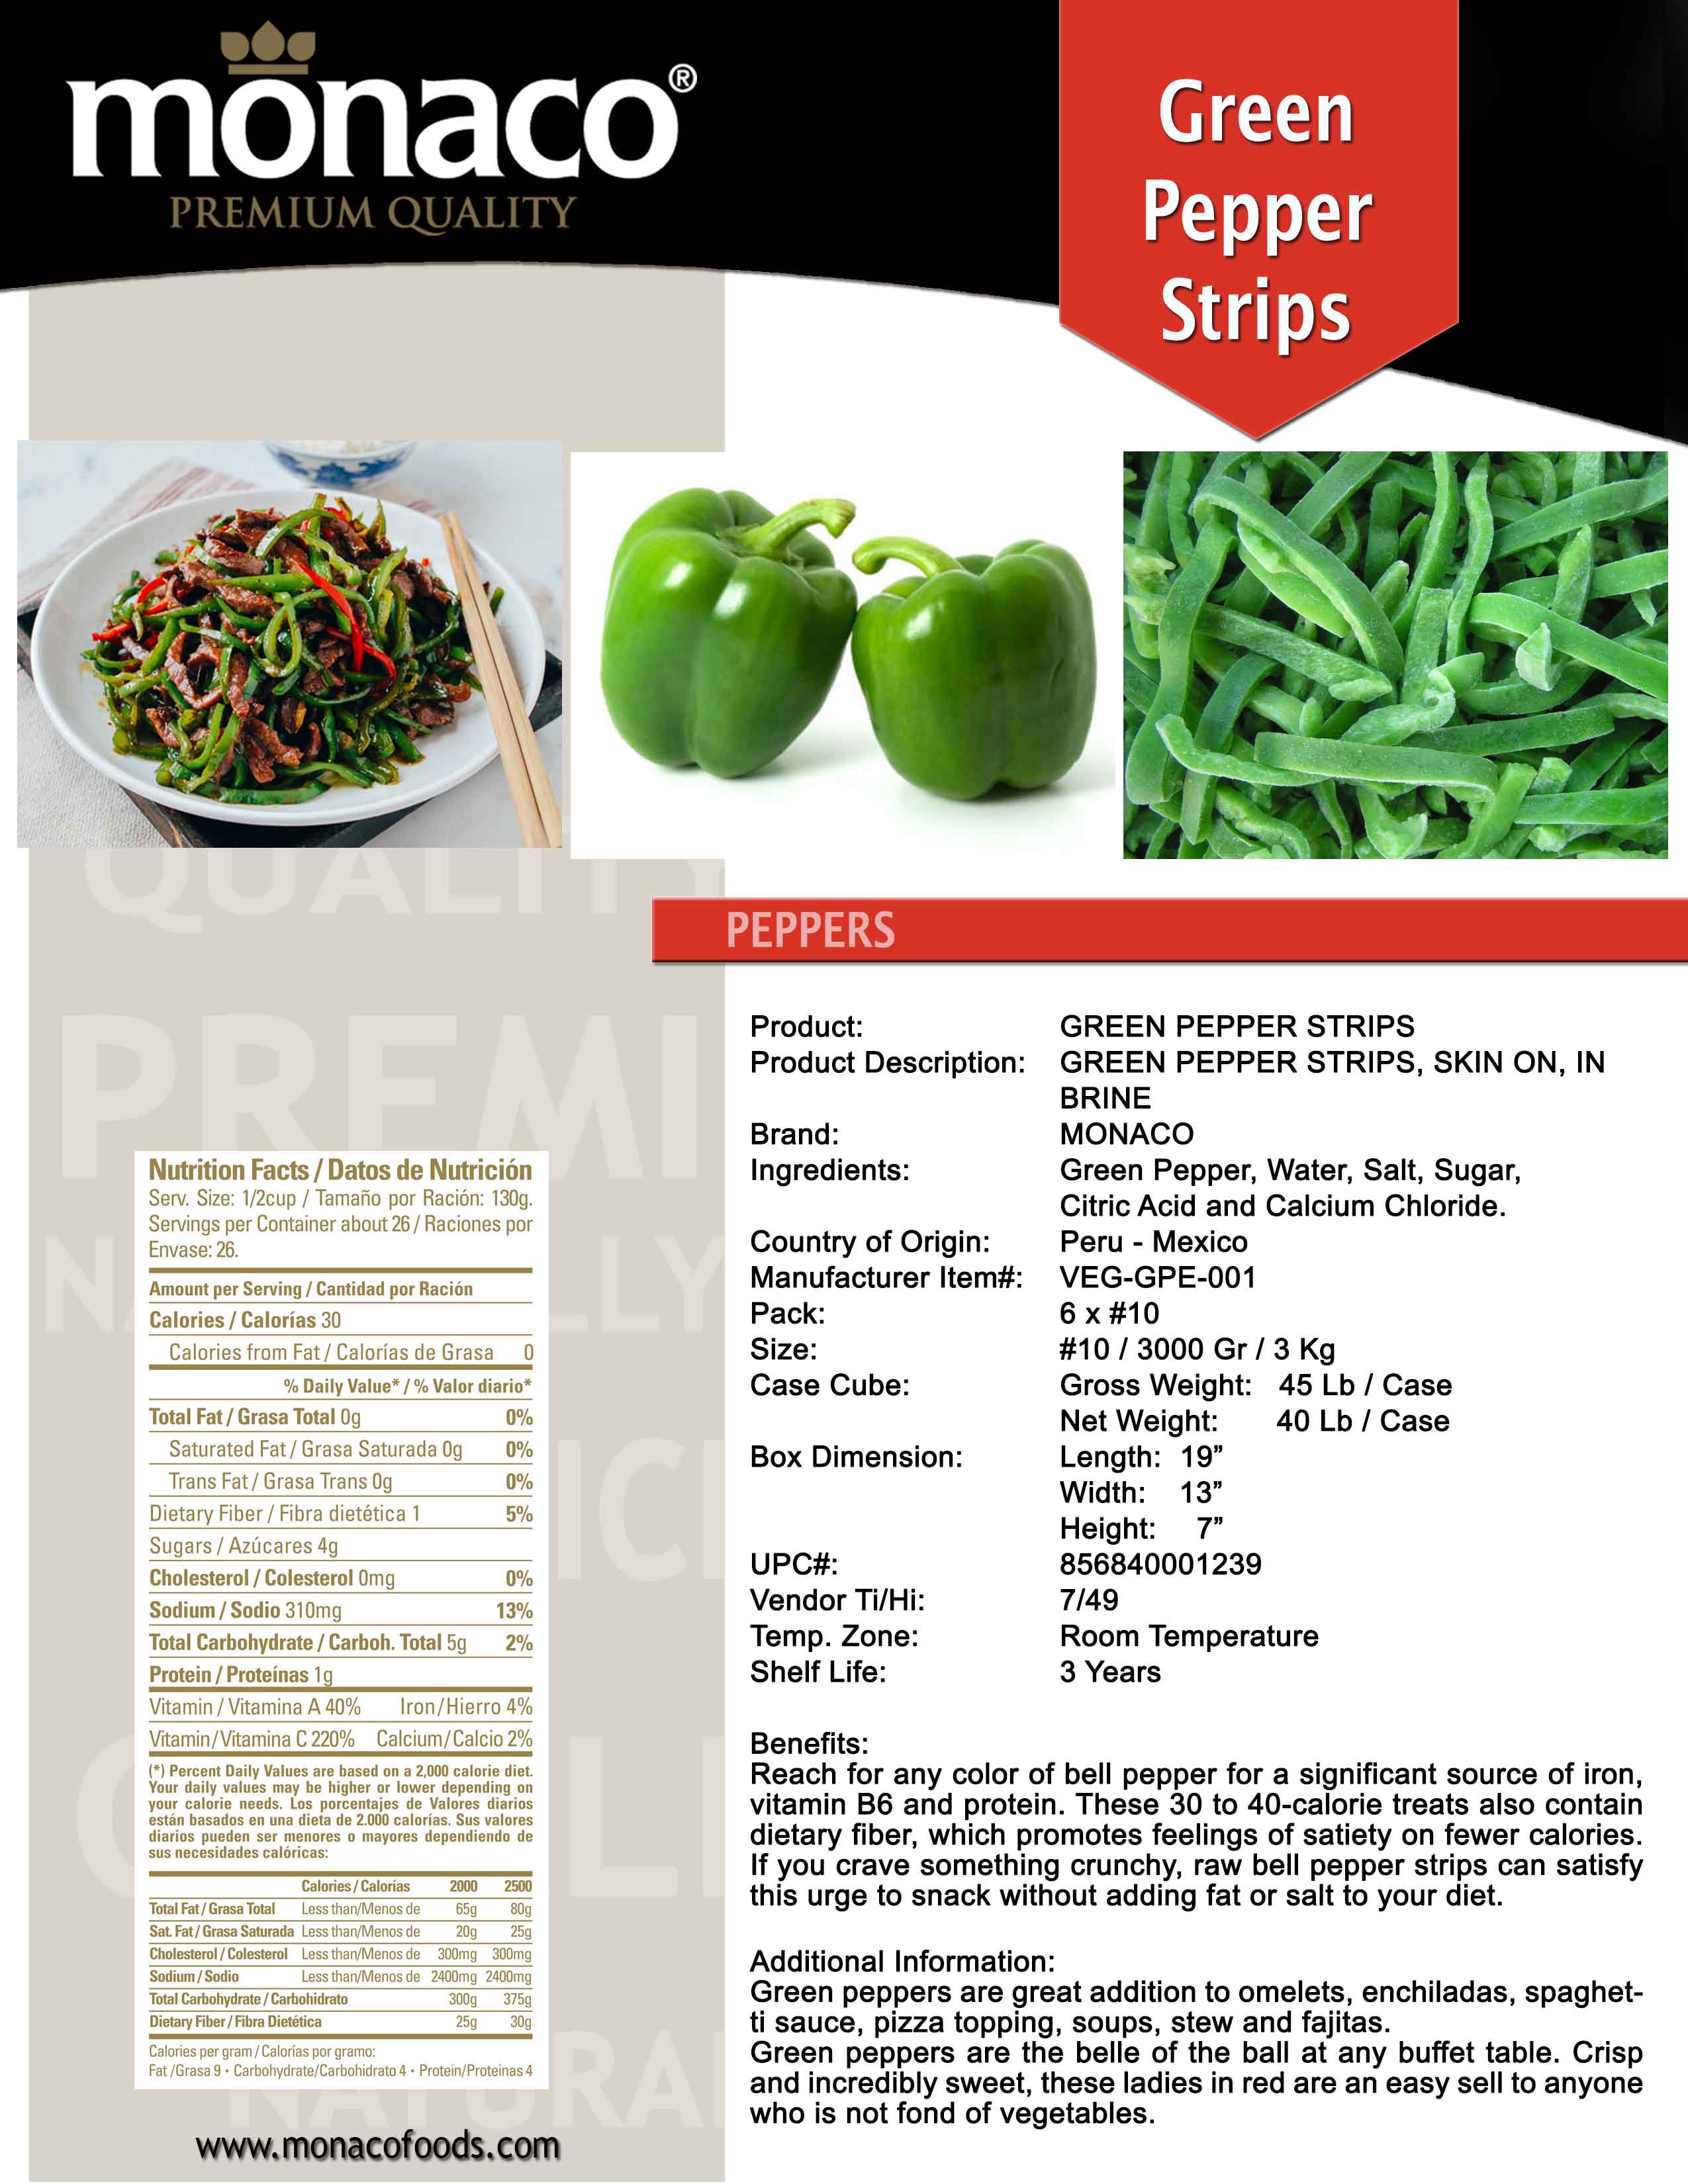 monaco®
PREMIUM QUALITY
Green
Pepper
Strips
QUALITY
PEPPERS
PREMI
Product: GREEN PEPPER STRIPS
Product Description: GREEN PEPPER STRIPS, SKIN ON, IN
BRINE
Brand: MONACO
Ingredients: Green Pepper, Water, Salt, Sugar,
Citric Acid and Calcium Chloride.
Country of Origin: Peru - Mexico
Manufacturer Item#: VEG-GPE-001
Pack: 6 x #10
Size: #10 / 3000 Gr / 3 Kg
Case Cube: Gross Weight: 45 Lb / Case
Net Weight: 40 Lb / Case
Box Dimension: Length: 19”
Width: 13”
Height: 7”
UPC#: 856840001239
Vendor Ti/Hi: 7/49
Temp. Zone: Room Temperature
Shelf Life: 3 Years
Benefits:
Reach for any color of bell pepper for a significant source of iron,
vitamin B6 and protein. These 30 to 40-calorie treats also contain
dietary fiber, which promotes feelings of satiety on fewer calories.
If you crave something crunchy, raw bell pepper strips can satisfy
this urge to snack without adding fat or salt to your diet.
Additional Information:
Green peppers are great addition to omelets, enchiladas, spaghet-
ti sauce, pizza topping, soups, stew and fajitas.
Green peppers are the belle of the ball at any buffet table. Crisp
and incredibly sweet, these ladies in red are an easy sell to anyone
who is not fond of vegetables.
Nutrition Facts / Datos de Nutrición
Serv. Size: 1/2cup / Tamaño por Ración: 130g.
Servings per Container about 26 / Raciones por
Envase: 26.
Amount per Serving / Cantidad por Ración
Calories / Calorías 30
Calories from Fat / Calorías de Grasa 0
% Daily Value* / % Valor diario*
Total Fat / Grasa Total 0g 0%
Saturated Fat / Grasa Saturada 0g 0%
Trans Fat / Grasa Trans 0g 0%
Dietary Fiber / Fibra dietética 1 5%
Sugars / Azúcares 4g
Cholesterol / Colesterol 0mg 0%
Sodium / Sodio 310mg 13%
Total Carbohydrate / Carboh. Total 5g 2%
Protein / Proteínas 1g
Vitamin / Vitamina A 40% Iron/Hierro 4%
Vitamin/Vitamina C 220% Calcium/Calcio 2%
(*) Percent Daily Values are based on a 2,000 calorie diet.
Your daily values may be higher or lower depending on
your calorie needs. Los porcentajes de Valores diarios
están basados en una dieta de 2.000 calorías. Sus valores
diarios pueden ser menores o mayores dependiendo de
sus necesidades calóricas:
Calories / Calorías 2000 2500
Total Fat / Grasa Total Less than/Menos de 65g 80g
Sat. Fat / Grasa Saturada Less than/Menos de 20g 25g
Cholesterol / Colesterol Less than/Menos de 300mg 300mg
Sodium / Sodio Less than/Menos de 2400mg 2400mg
Total Carbohydrate / Carbohidrato 300g 375g
Dietary Fiber / Fibra Dietética 25g 30g
Calories per gram / Calorías por gramo:
Fat /Grasa 9 • Carbohydrate/Carbohidrato 4 • Protein/Proteinas 4
www.monacofoods.com